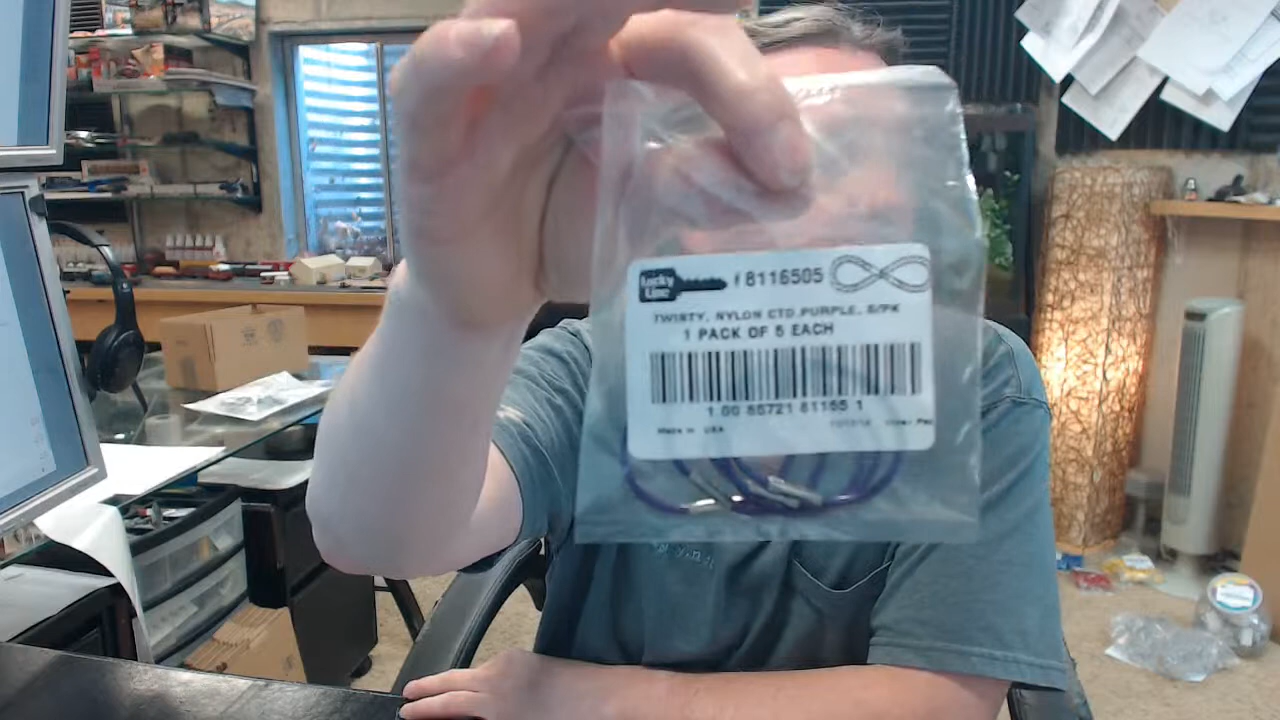 Lucky Line
f 8116505
TWISTY, NYLON CTD PURPLE, 5/PK
1 PACK OF 5 EACH
1 00 85721 81165 1
Made in USA